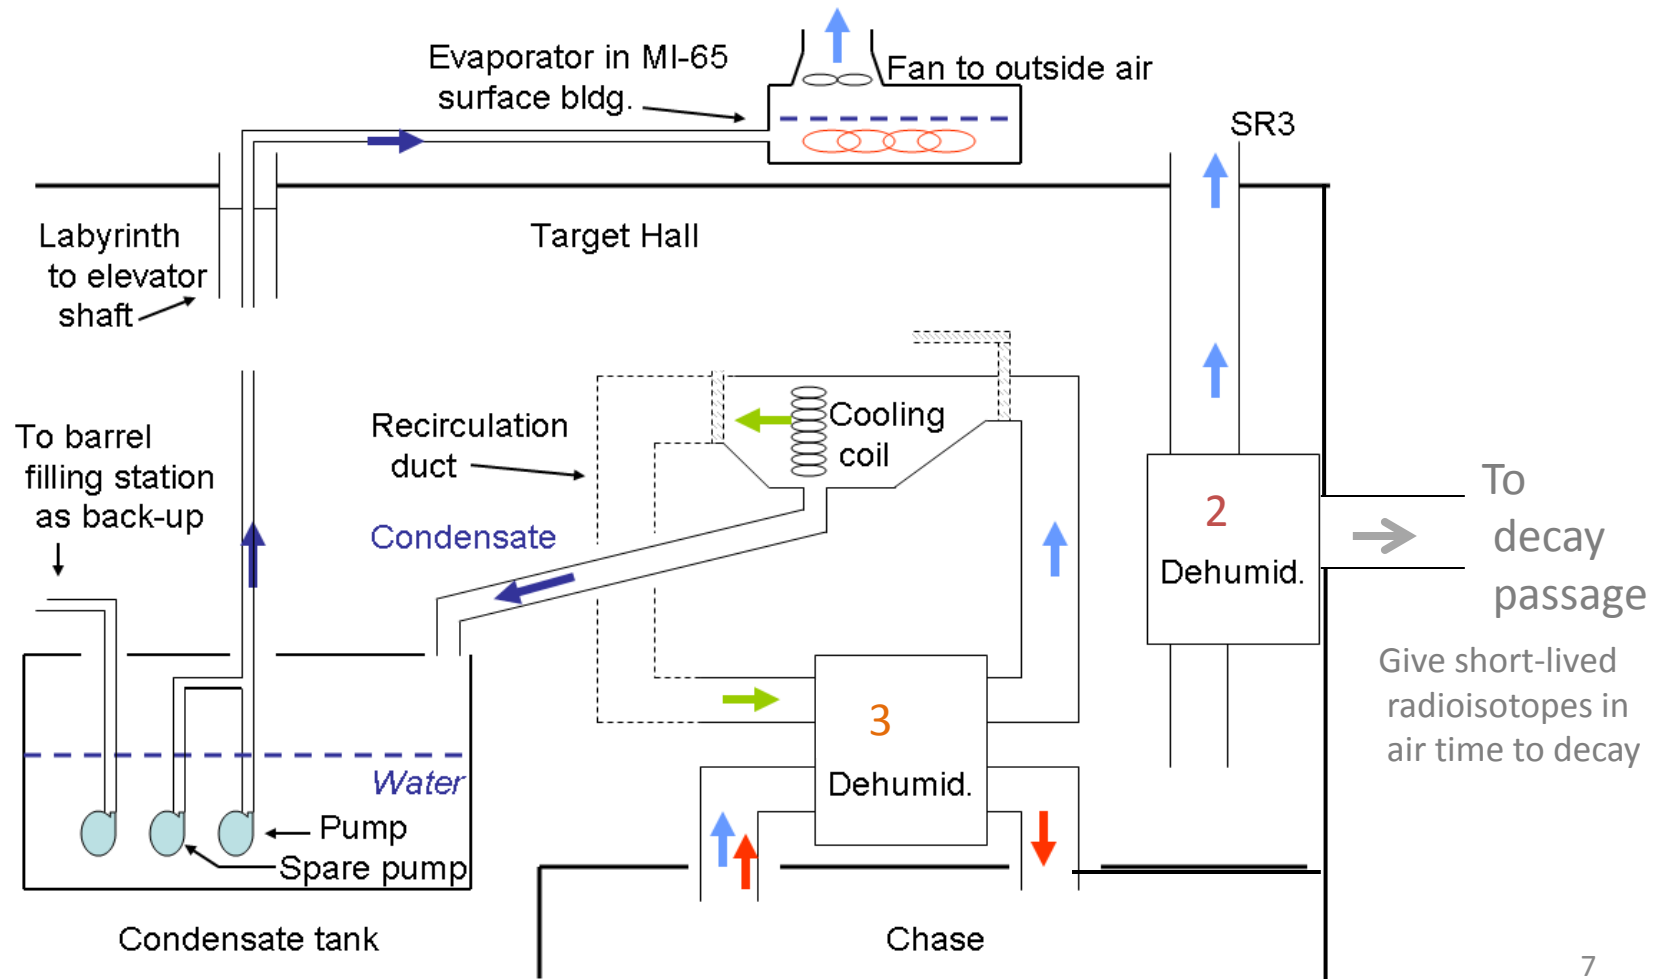 Evaporator in MI-65
surface bldg.
Fan to outside air
SR3
Labyrinth
to elevator
shaft
Target Hall
To barrel
filling station
as back-up
Recirculation
duct
Cooling
coil
Condensate
2
Dehumid.
To
decay
passage
Give short-lived
radioisotopes in
air time to decay
3
Dehumid.
Water
Pump
Spare pump
Condensate tank
Chase
7